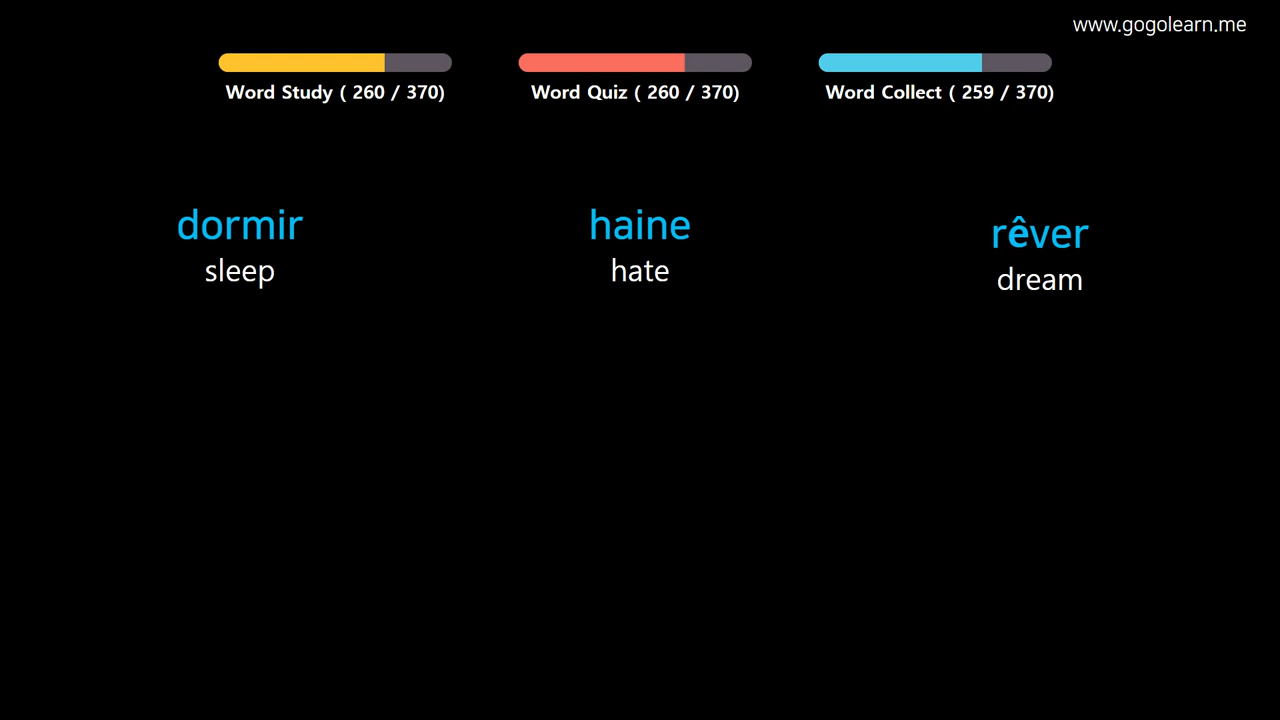 www.gogolearn.me
Word Study ( 260 / 370)
Word Quiz ( 260 / 370)
Word Collect ( 259 / 370)
dormir
sleep
haine
hate
rêver
dream